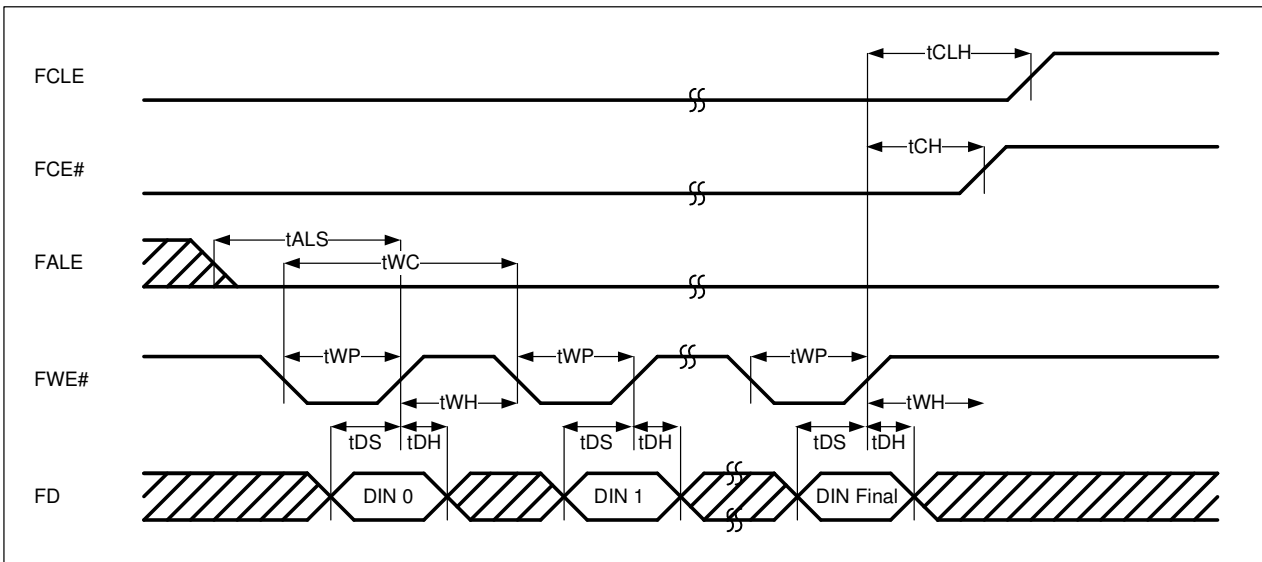 tCLH
FCLE
tCH
FCE#
tALS
FALE
tWC
tWP
tWP
tWP
FWE#
tWH
tWH
tDS
tDH
tDS
tDH
tDS
tDH
FD
DIN 0
DIN 1
DIN Final